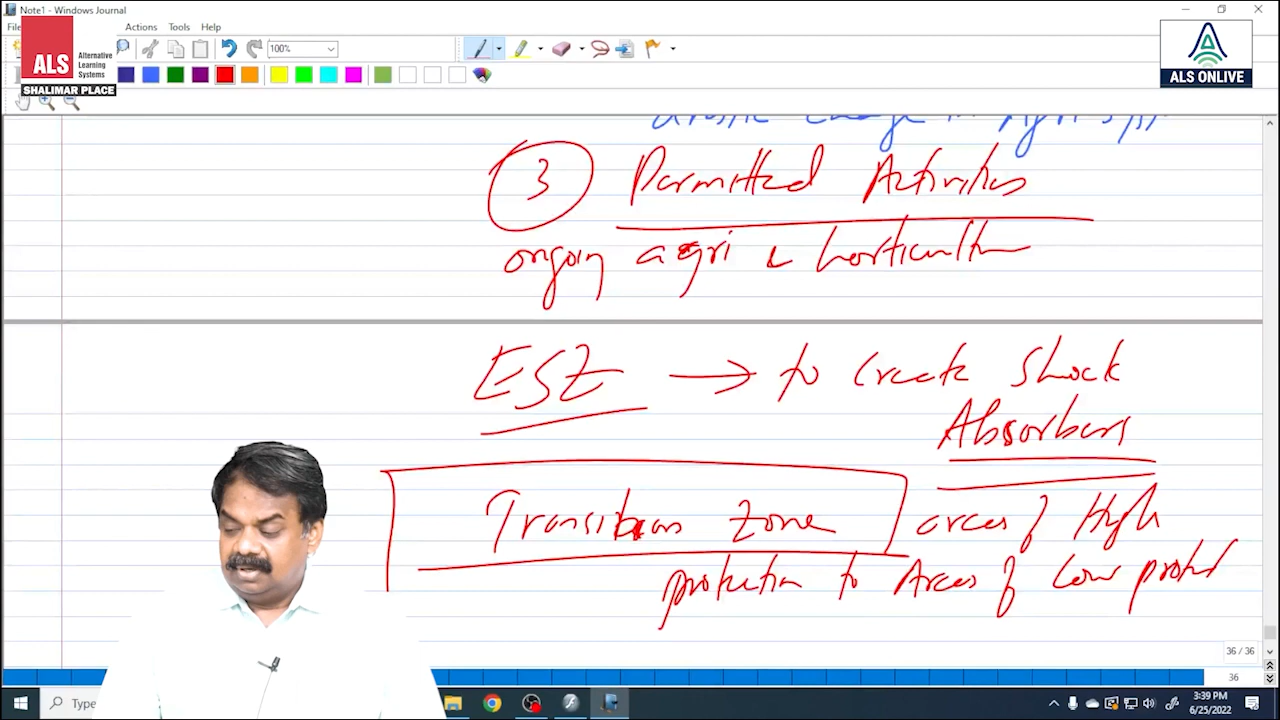 Note1 - Windows Journal
Actions Tools Help
ALS
Alternative
Learning
Systems
SHALIMAR PLACE
100%
ALS ONLIVE
3 Permitted Activities
ongoing agri & horticulture
ESZ → to Create Shock
Absorbers
Transition Zone areas of High
protection to Areas of low protect
36 / 36
36
Type
3:39 PM
6/25/2022